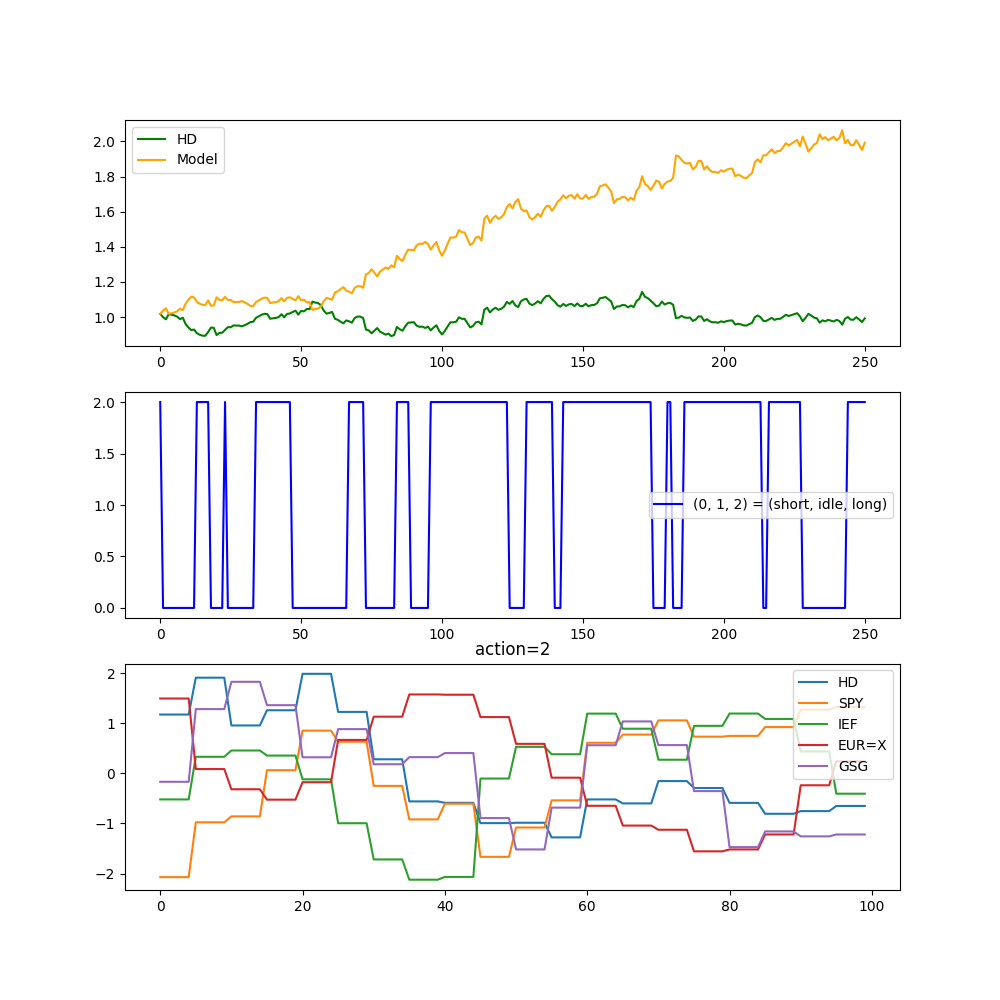 HD
Model
2.0
1.8
1.6
1.4
1.2
1.0
0 50 100 150 200 250
2.0
1.5
1.0
0.5
0.0
(0, 1, 2) = (short, idle, long)
0 50 100 150 200 250
action=2
2
1
0
−1
−2
HD
SPY
IEF
EUR=X
GSG
0 20 40 60 80 100